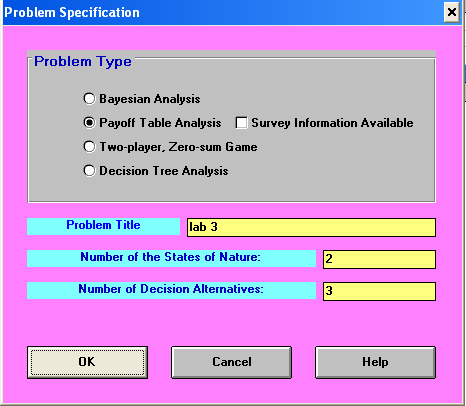 Problem Specification
Problem Type
Bayesian Analysis
Payoff Table Analysis Survey Information Available
Two-player, Zero-sum Game
Decision Tree Analysis
Problem Title lab 3
Number of the States of Nature: 2
Number of Decision Alternatives: 3
OK Cancel Help